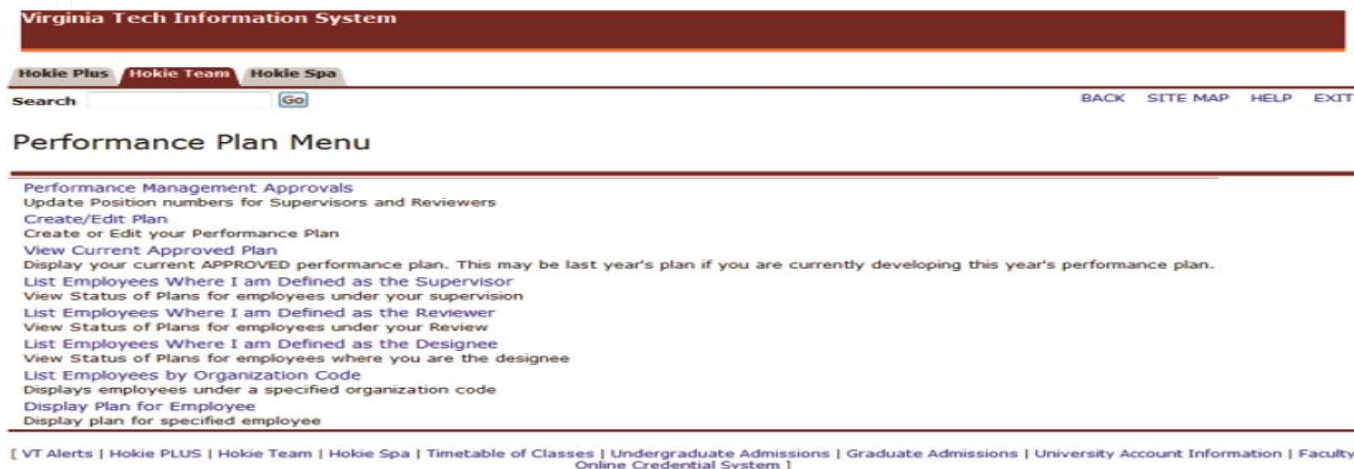 Virginia Tech Information System
Hokie Plus Hokie Team Hokie Spa
Search Go BACK SITE MAP HELP EXIT
Performance Plan Menu
Performance Management Approvals
Update Position numbers for Supervisors and Reviewers
Create/Edit Plan
Create or Edit your Performance Plan
View Current Approved Plan
Display your current APPROVED performance plan. This may be last year's plan if you are currently developing this year's performance plan.
List Employees Where I am Defined as the Supervisor
View Status of Plans for employees under your supervision
List Employees Where I am Defined as the Reviewer
View Status of Plans for employees under your Review
List Employees Where I am Defined as the Designee
View Status of Plans for employees where you are the designee
List Employees by Organization Code
Displays employees under a specified organization code
Display Plan for Employee
Display plan for specified employee
[ VT Alerts | Hokie PLUS | Hokie Team | Hokie Spa | Timetable of Classes | Undergraduate Admissions | Graduate Admissions | University Account Information | Faculty
Online Credential System ]